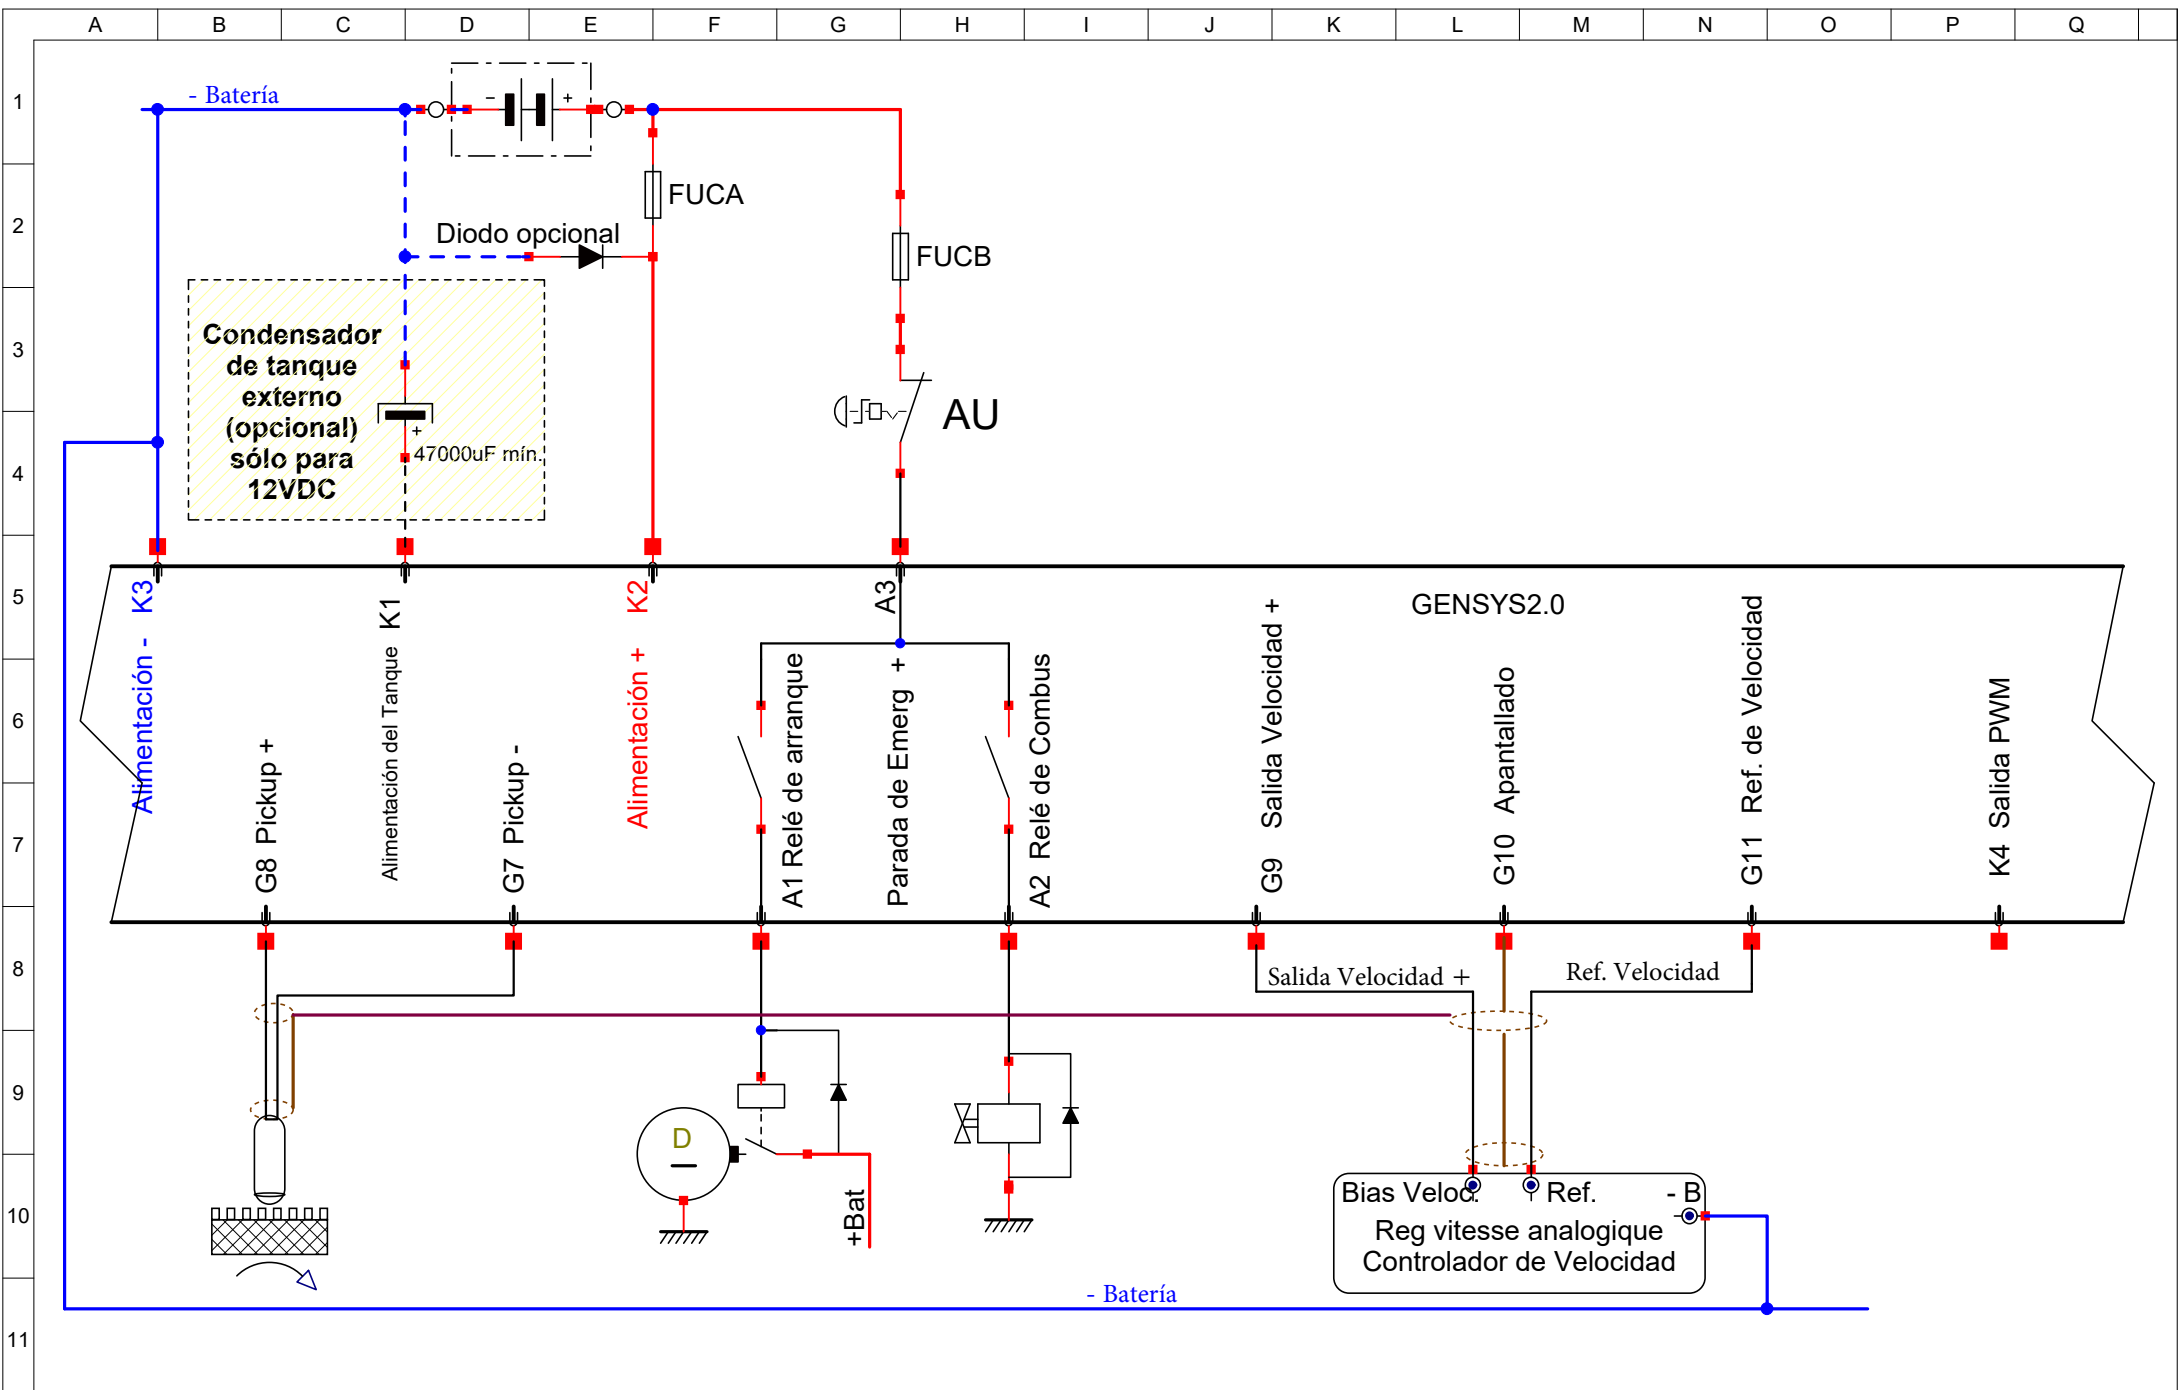 A B C D E F G H I J K L M N O P Q
1
2
3
4
5
6
7
8
9
10
11
- Batería
-
+
FUCA
Diodo opcional
FUCB
Condensador
de tanque
externo
(opcional)
sólo para
12VDC
+
47000uF mín.
AU
Alimentación - K3
Alimentación del Tanque K1
Alimentación + K2
A3
Parada de Emerg +
GENSYS2.0
G8 Pickup +
G7 Pickup -
A1 Relé de arranque
A2 Relé de Combus
G9 Salida Velocidad +
G10 Apantallado
G11 Ref. de Velocidad
K4 Salida PWM
Salida Velocidad +
Ref. Velocidad
D
+Bat
Bias Veloc.
Ref.
- B
Reg vitesse analogique
Controlador de Velocidad
- Batería